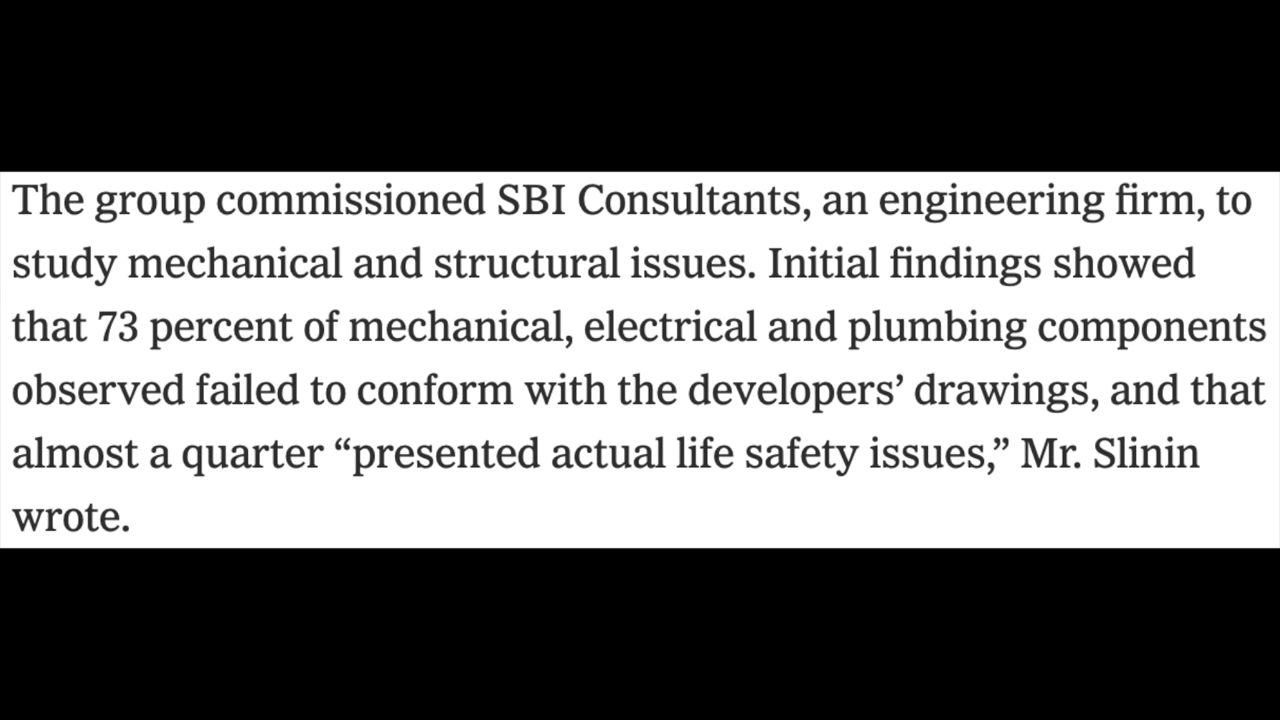 The group commissioned SBI Consultants, an engineering firm, to
study mechanical and structural issues. Initial findings showed
that 73 percent of mechanical, electrical and plumbing components
observed failed to conform with the developers’ drawings, and that
almost a quarter “presented actual life safety issues,” Mr. Slinin
wrote.